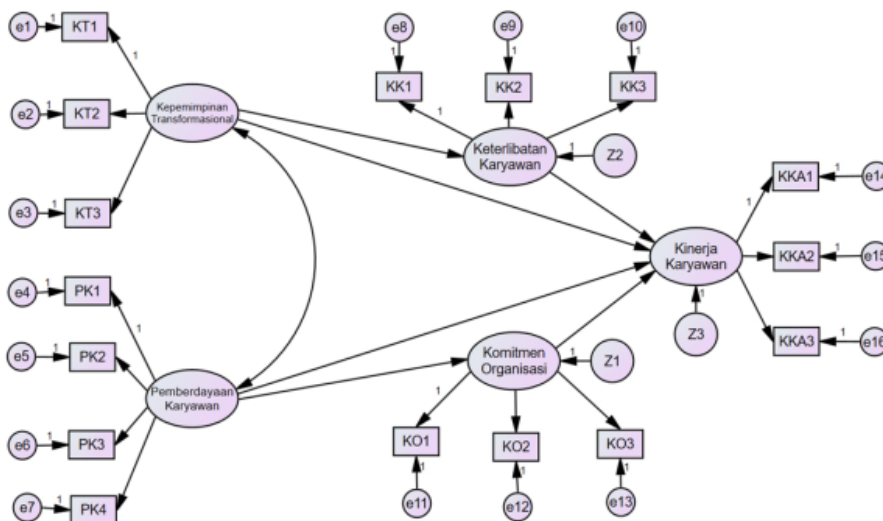 e1
1
KT1
1
e2
1
KT2
e3
1
KT3
Kepemimpinan
Transformasional
e4
1
PK1
1
e5
1
PK2
e6
1
PK3
e7
1
PK4
Pemberdayaan
Karyawan
e8
1
KK1
1
e9
1
KK2
e10
1
KK3
Keterlibatan
Karyawan
1
Z2
Komitmen
Organisasi
1
Z1
1
KO1
1
e11
KO2
1
e12
KO3
1
e13
Kinerja
Karyawan
1
Z3
1
KKA1
1
e14
KKA2
1
e15
KKA3
1
e16